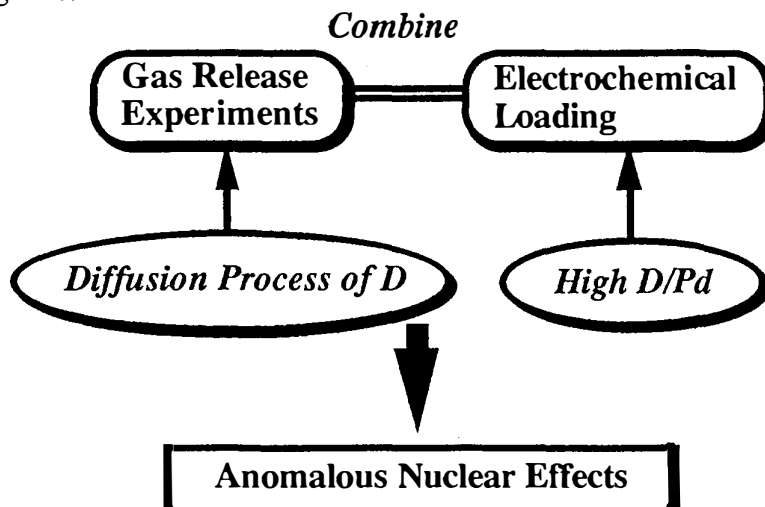 Combine
Gas Release
Experiments
Electrochemical
Loading
Diffusion Process of D
High D/Pd
Anomalous Nuclear Effects